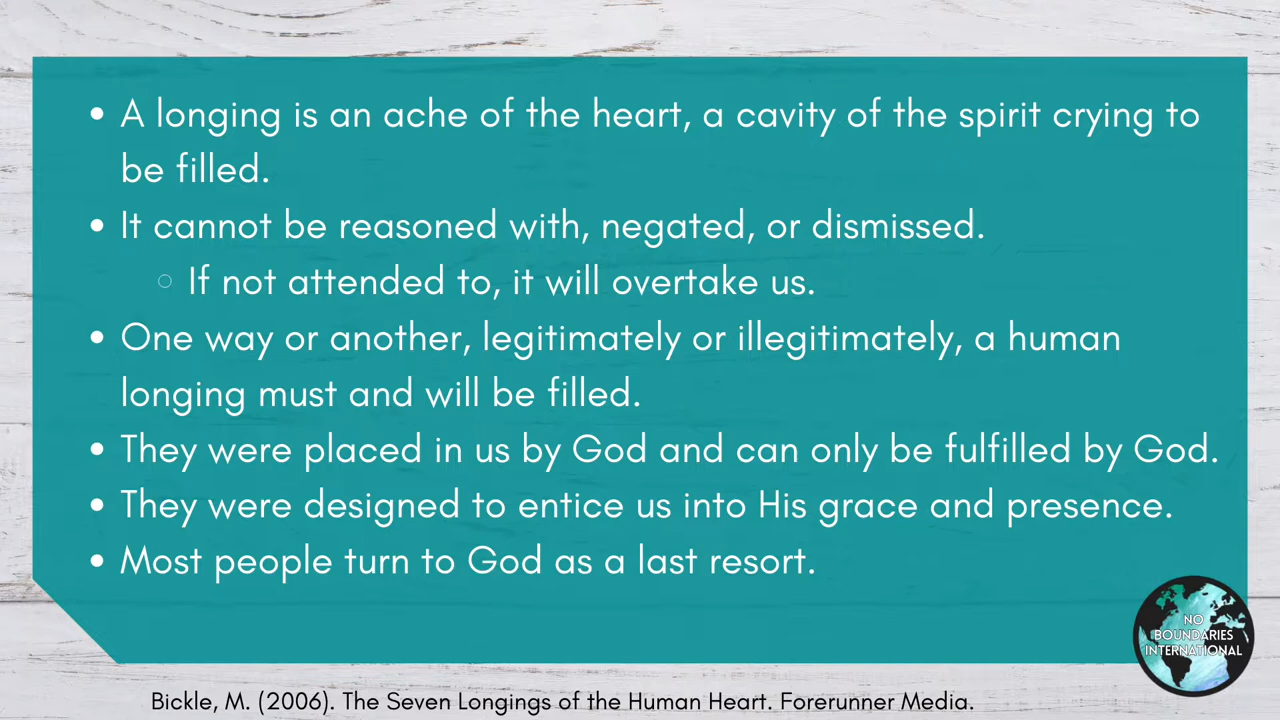 • A longing is an ache of the heart, a cavity of the spirit crying to
be filled.
• It cannot be reasoned with, negated, or dismissed.
○ If not attended to, it will overtake us.
• One way or another, legitimately or illegitimately, a human
longing must and will be filled.
• They were placed in us by God and can only be fulfilled by God.
• They were designed to entice us into His grace and presence.
• Most people turn to God as a last resort.
NO
BOUNDARIES
INTERNATIONAL
Bickle, M. (2006). The Seven Longings of the Human Heart. Forerunner Media.